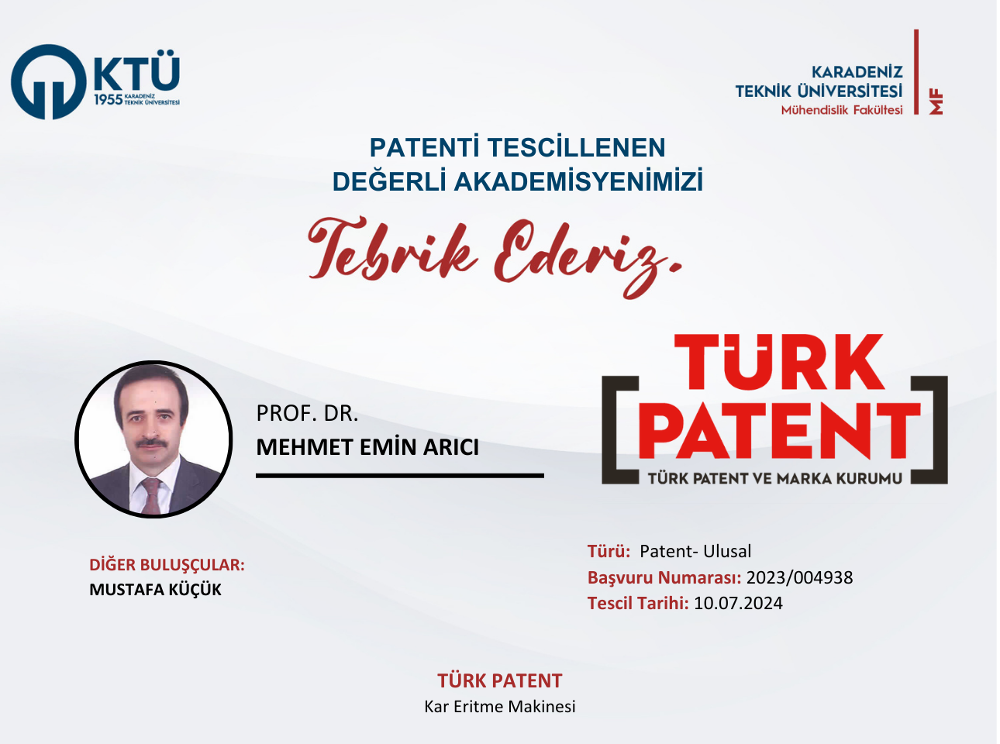 KTÜ
1955 KARADENİZ
TEKNİK ÜNİVERSİTESİ
KARADENİZ
TEKNİK ÜNİVERSİTESİ
Mühendislik Fakültesi
MF
PATENTİ TESCİLLENEN
DEĞERLİ AKADEMİSYENİMİZİ
Tebrik Ederiz.
PROF. DR.
MEHMET EMİN ARICI
TÜRK
PATENT
TÜRK PATENT VE MARKA KURUMU
DİĞER BULUŞÇULAR:
MUSTAFA KÜÇÜK
Türü: Patent- Ulusal
Başvuru Numarası: 2023/004938
Tescil Tarihi: 10.07.2024
TÜRK PATENT
Kar Eritme Makinesi